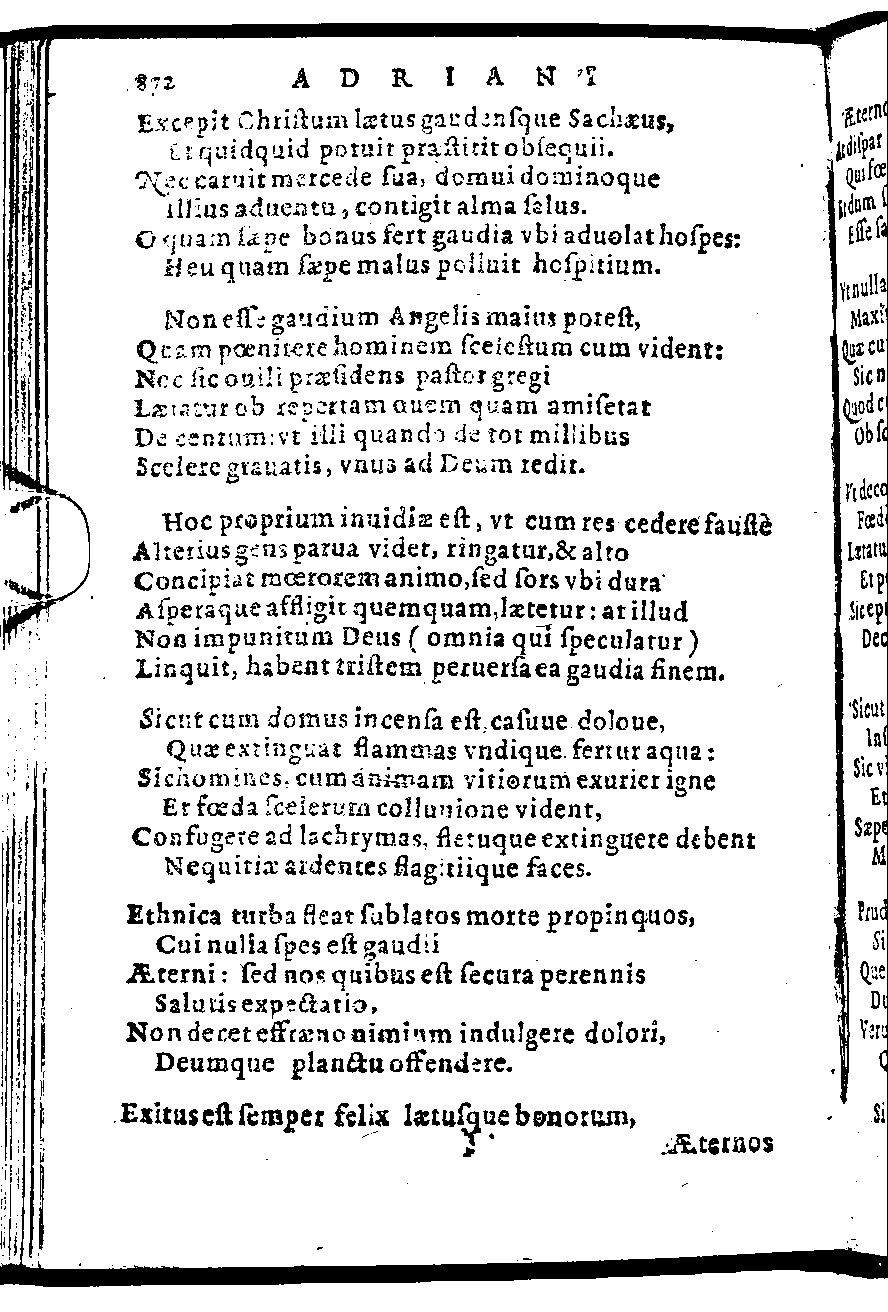 872 A D R I A N I
Excepit Chriſtum lætus gaudenſque Sachæus,
Et quidquid potuit præſtitit obſequii.
Nec caruit mercede ſua, domui dominoque
Illius aduentu, contigit alma ſalus.
O quam ſæpe bonus fert gaudia vbi aduolat hoſpes:
Heu quam ſæpe malus polluit hoſpitium.
Non eſſe gaudium Angelis maius poteſt,
Quam pœnitere hominem ſceleſtum cum vident:
Nec ſic ouili præſidens paſtor gregi
Lætatur ob repertam ouem quam amiſerat
De centum: vt illi quando de tot millibus
Scelere grauatis, vnus ad Deum redit.
Hoc proprium inuidiæ eſt, vt cum res cedere fauſtè
Alterius gens parua videt, ringatur, & alto
Concipiat mœrorem animo, ſed ſors vbi dura
Aſperaque affligit quemquam, lætetur: at illud
Non impunitum Deus ( omnia qui ſpeculatur )
Linquit, habent triſtem peruerſa ea gaudia finem.
Sicut cum domus incenſa eſt, caſuue doloue,
Quæ extinguat flammas vndique fertur aqua:
Sic homines, cum animam vitiorum exurier igne
Et fœda ſcelerum colluuione vident,
Confugere ad lachrymas, fletuque extinguere debent
Nequitiæ ardentes flagitiique faces.
Ethnica turba fleat ſublatos morte propinquos,
Cui nulla ſpes eſt gaudii
Æterni: ſed nos quibus eſt ſecura perennis
Salutis expectatio,
Non decet effræno nimium indulgere dolori,
Deumque planctu offendere.
Exitus eſt ſemper felix lætuſque bonorum,
Æternos
Æterno
diſpar
Qui fœ
Eſſe ſa
Vt nulla
Quæ cu
Sic n
Quod c
Ob ſc
Vt deco
Fœd
Lætatu
Et p
Sic ep
Dec
Sicut
Inſ
Sic vi
Et
Sæpe
M
Prud
Si
Que
Du
Veru
Si